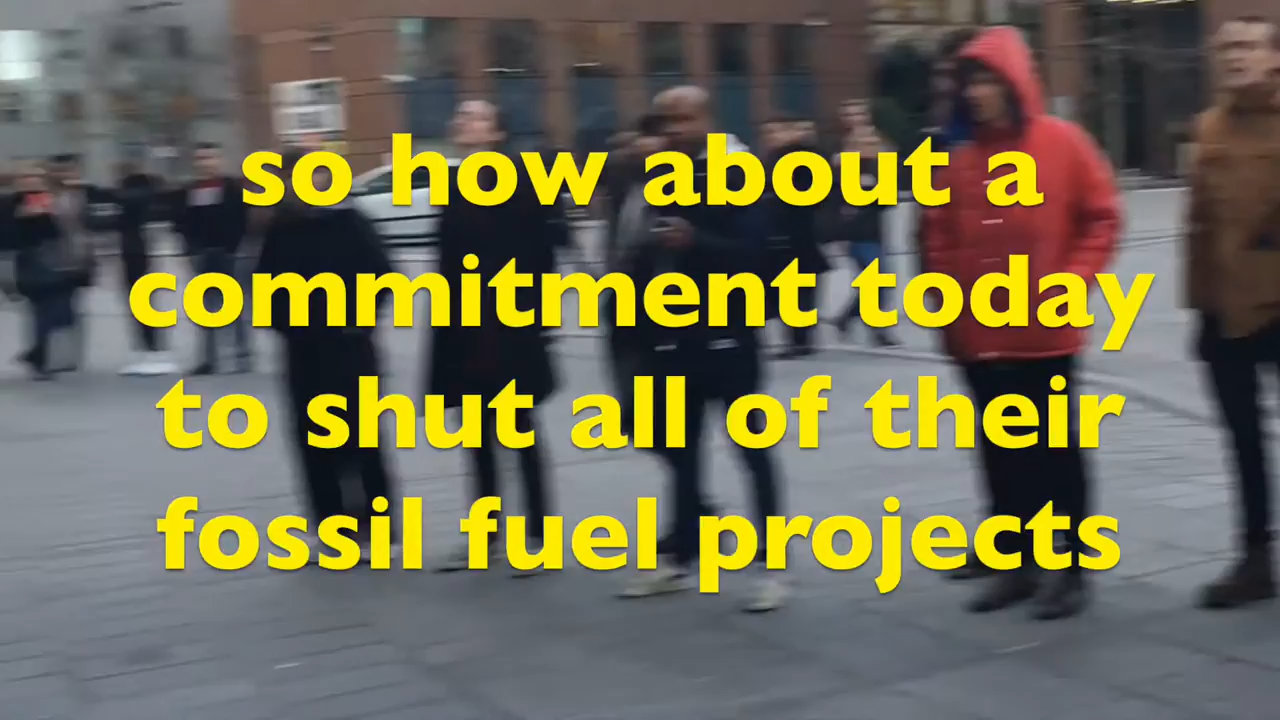 so how about a
commitment today
to shut all of their
fossil fuel projects